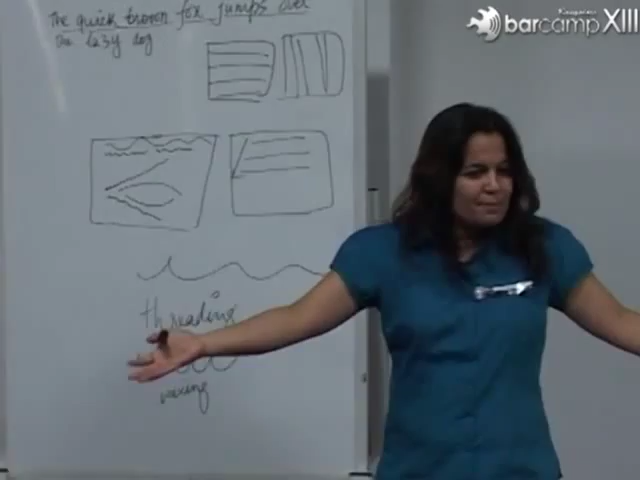 The quick brown fox jumps over
the lazy dog
barcamp XIII
threading